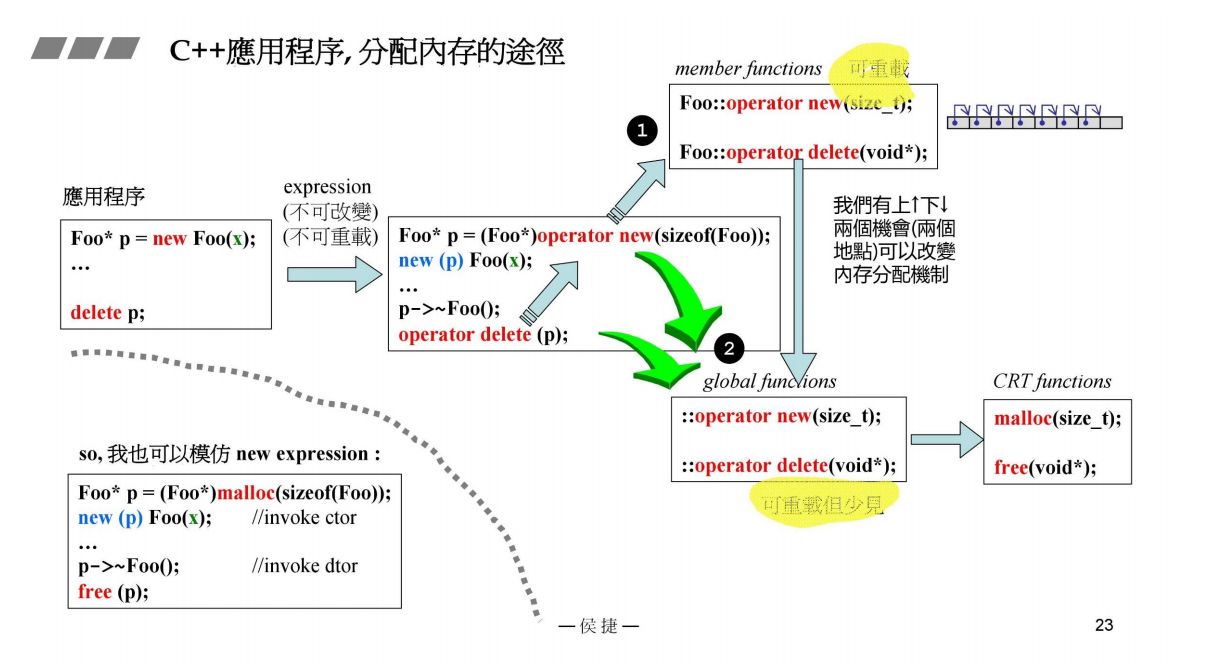 C++應用程序, 分配內存的途徑
member functions 可重載
Foo::operator new(size_t);
Foo::operator delete(void*);
1
應用程序
Foo* p = new Foo(x);
...
delete p;
expression
(不可改變)
(不可重載)
Foo* p = (Foo*)operator new(sizeof(Foo));
new (p) Foo(x);
...
p->~Foo();
operator delete (p);
我們有上↑下↓
兩個機會(兩個
地點)可以改變
內存分配機制
2
global functions
::operator new(size_t);
::operator delete(void*);
可重載但少見
CRT functions
malloc(size_t);
free(void*);
so, 我也可以模仿 new expression :
Foo* p = (Foo*)malloc(sizeof(Foo));
new (p) Foo(x); //invoke ctor
...
p->~Foo(); //invoke dtor
free (p);
— 侯捷 —
23